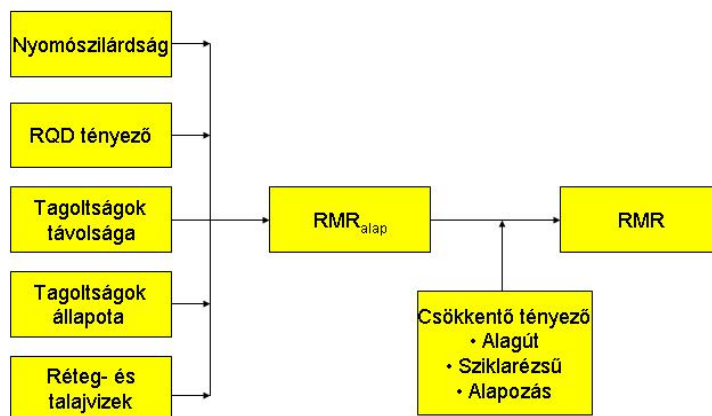 Nyomószilárdság
RQD tényező
Tagoltságok
távolsága
Tagoltságok
állapota
Réteg- és
talajvizek
RMRalap
RMR
Csökkentő tényező
• Alagút
• Sziklarézsű
• Alapozás